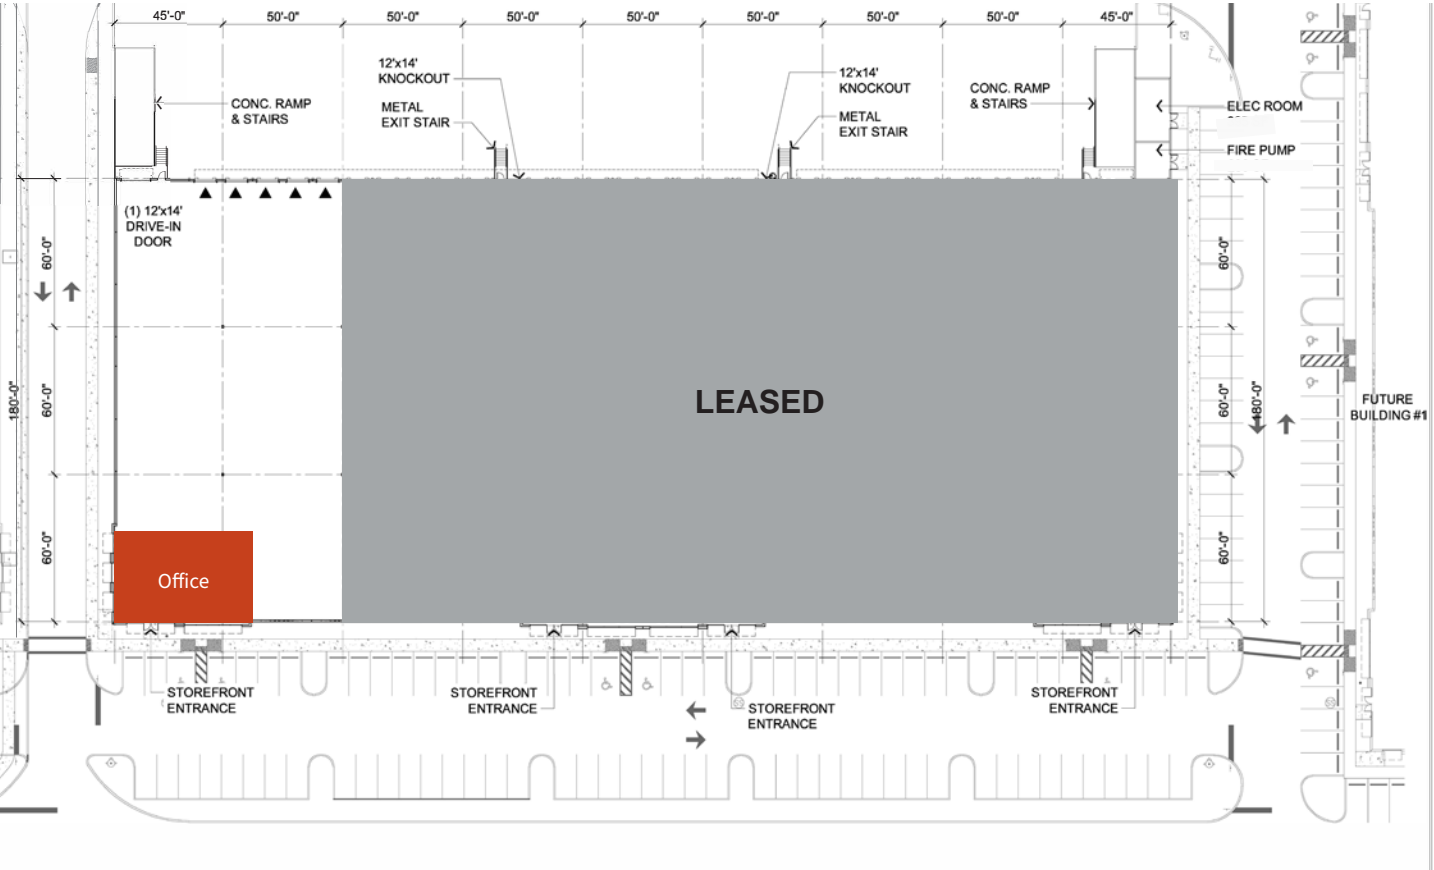 45'-0"
50'-0"
50'-0"
50'-0"
50'-0"
50'-0"
50'-0"
50'-0"
45'-0"
12'x14'
KNOCKOUT
METAL
EXIT STAIR
CONC. RAMP
& STAIRS
12'x14'
KNOCKOUT
METAL
EXIT STAIR
CONC. RAMP
& STAIRS
ELEC ROOM
FIRE PUMP
(1) 12'x14'
DRIVE-IN
DOOR
60'-0"
60'-0"
60'-0"
180'-0"
LEASED
60'-0"
60'-0"
60'-0"
180'-0"
FUTURE
BUILDING #1
Office
STOREFRONT
ENTRANCE
STOREFRONT
ENTRANCE
STOREFRONT
ENTRANCE
STOREFRONT
ENTRANCE